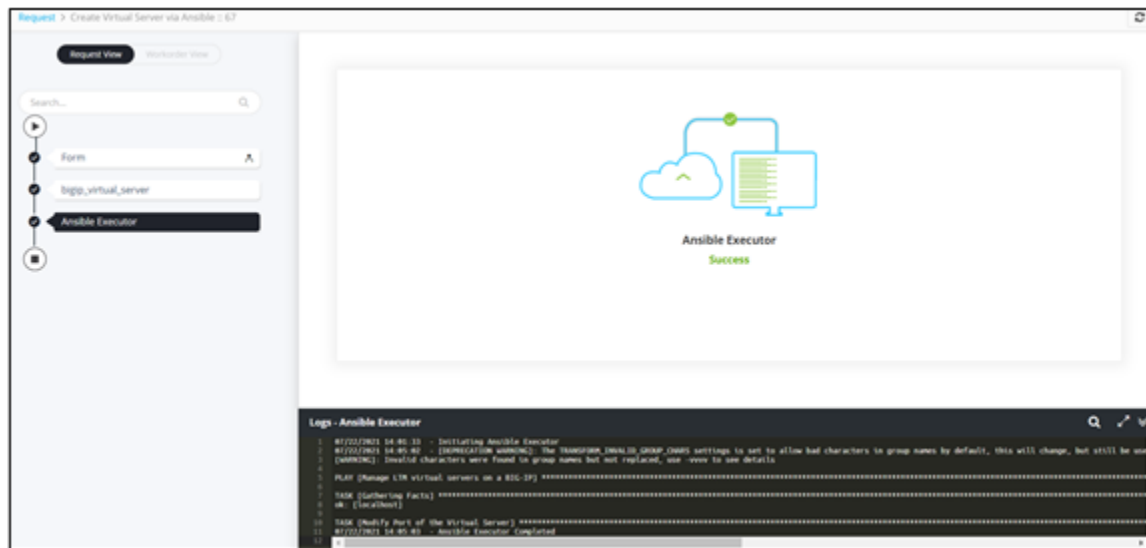 Request > Create Virtual Server via Ansible :: 67
Request View Workorder View
Search...
Form
bigip_virtual_server
Ansible Executor
Ansible Executor
Success
Logs - Ansible Executor
1 07/22/2021 14:01:33 - Initiating Ansible Executor
2 07/22/2021 14:05:02 - [DEPRECATION WARNING]: The TRANSFORM_INVALID_GROUP_CHARS settings is set to allow bad characters in group names by default, this will change, but still be use
3 [WARNING]: Invalid characters were found in group names but not replaced, use -vvvv to see details
4
5 PLAY [Manage LTM virtual servers on a BIG-IP] ****
6
7 TASK [Gathering Facts] ****
8 ok: [localhost]
9
10 TASK [Modify Port of the Virtual Server] ****
11 07/22/2021 14:05:03 - Ansible Executor Completed
12